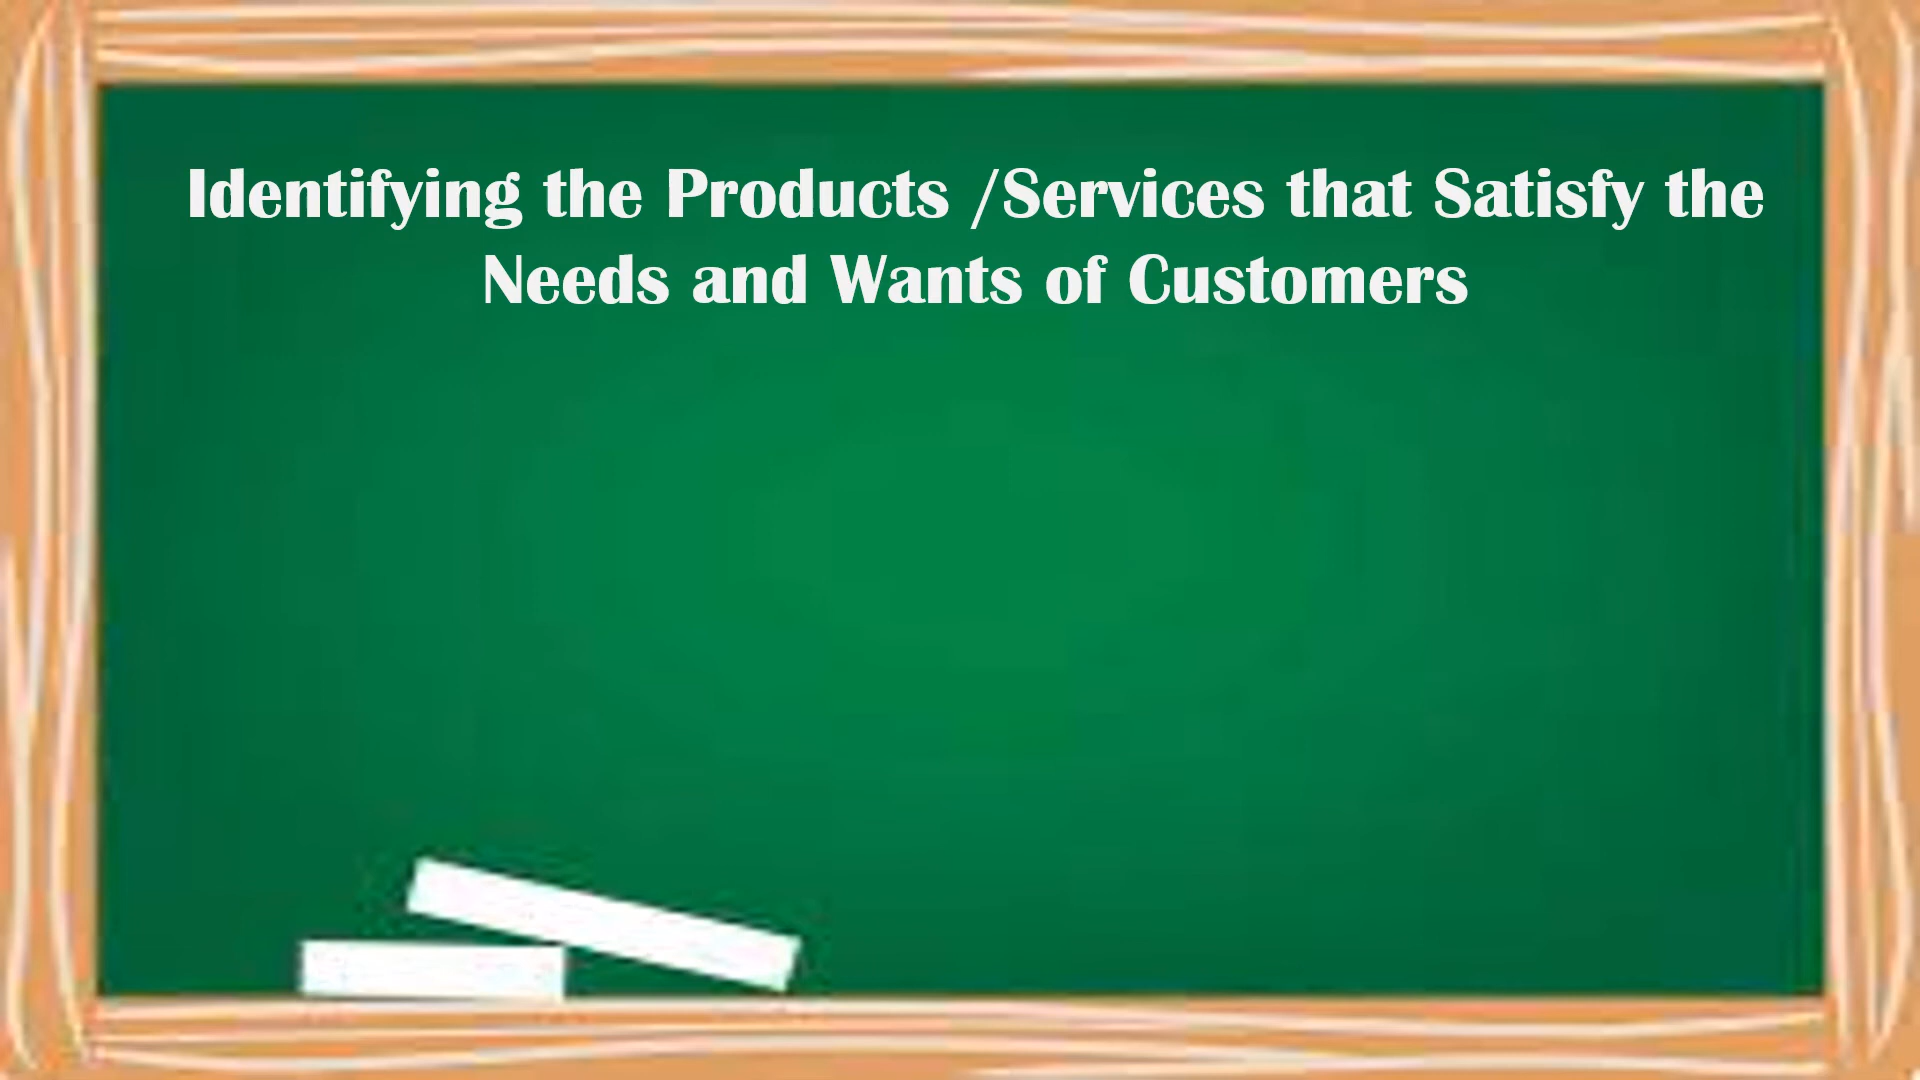 Identifying the Products /Services that Satisfy the
Needs and Wants of Customers